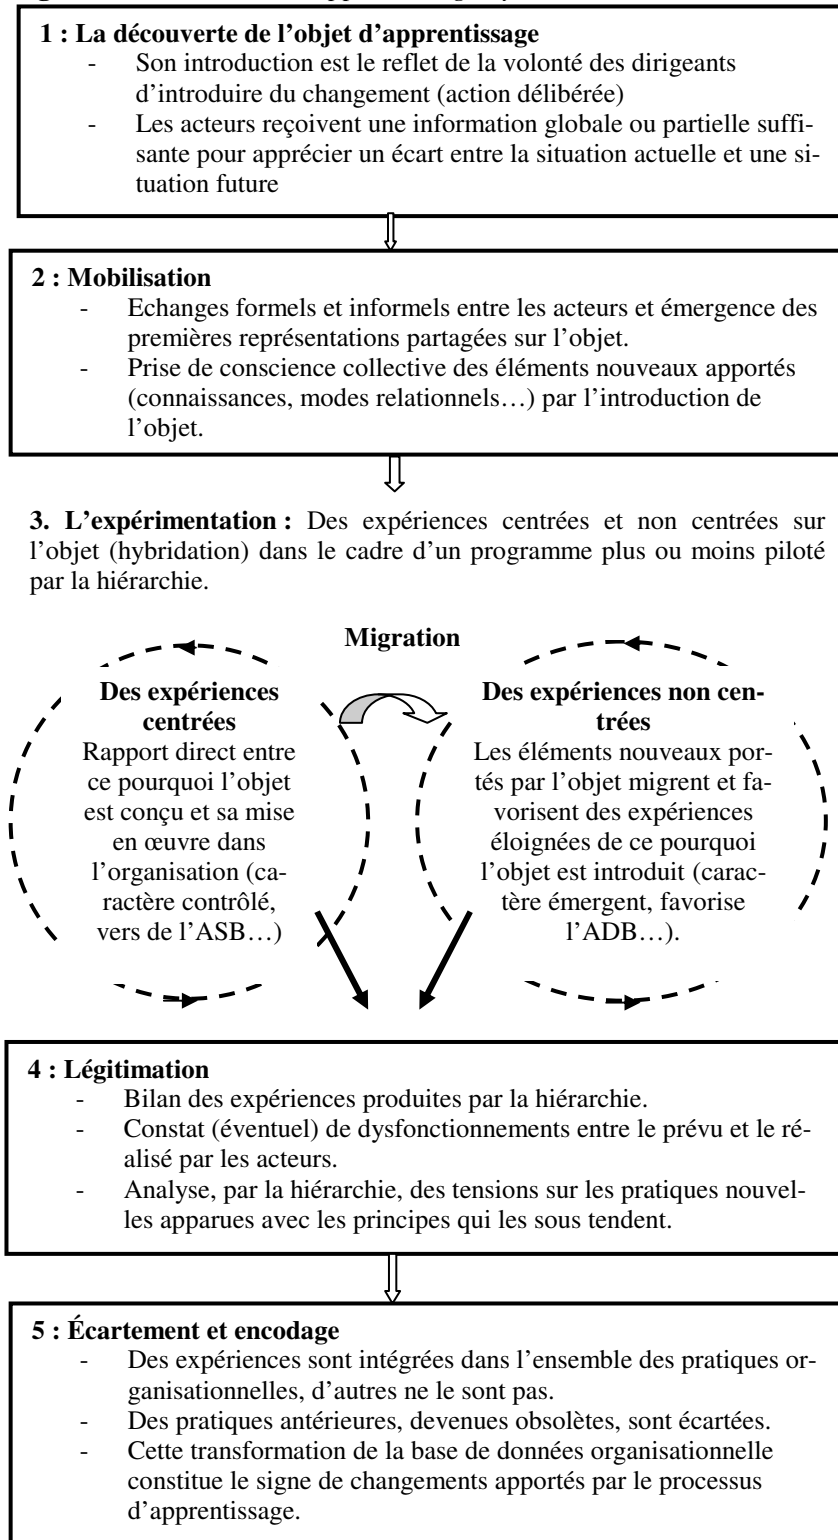 1 : La découverte de l'objet d'apprentissage
- Son introduction est le reflet de la volonté des dirigeants
d'introduire du changement (action délibérée)
- Les acteurs reçoivent une information globale ou partielle suffi-
sante pour apprécier un écart entre la situation actuelle et une si-
tuation future
2 : Mobilisation
- Echanges formels et informels entre les acteurs et émergence des
premières représentations partagées sur l'objet.
- Prise de conscience collective des éléments nouveaux apportés
(connaissances, modes relationnels…) par l'introduction de
l'objet.
3. L'expérimentation : Des expériences centrées et non centrées sur
l'objet (hybridation) dans le cadre d'un programme plus ou moins piloté
par la hiérarchie.
Migration
Des expériences
centrées
Rapport direct entre
ce pourquoi l'objet
est conçu et sa mise
en œuvre dans
l'organisation (ca-
ractère contrôlé,
vers de l'ASB…)
Des expériences non cen-
trées
Les éléments nouveaux por-
tés par l'objet migrent et fa-
vorisent des expériences
éloignées de ce pourquoi
l'objet est introduit (carac-
tère émergent, favorise
l'ADB…).
4 : Légitimation
- Bilan des expériences produites par la hiérarchie.
- Constat (éventuel) de dysfonctionnements entre le prévu et le ré-
alisé par les acteurs.
- Analyse, par la hiérarchie, des tensions sur les pratiques nouvel-
les apparues avec les principes qui les sous tendent.
5 : Écartement et encodage
- Des expériences sont intégrées dans l'ensemble des pratiques or-
ganisationnelles, d'autres ne le sont pas.
- Des pratiques antérieures, devenues obsolètes, sont écartées.
- Cette transformation de la base de données organisationnelle
constitue le signe de changements apportés par le processus
d'apprentissage.